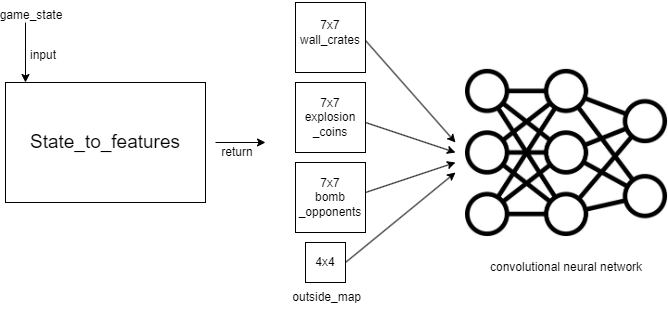 game_state
input
State_to_features
return
7x7
wall_crates
7x7
explosion
_coins
7x7
bomb
_opponents
4x4
outside_map
convolutional neural network